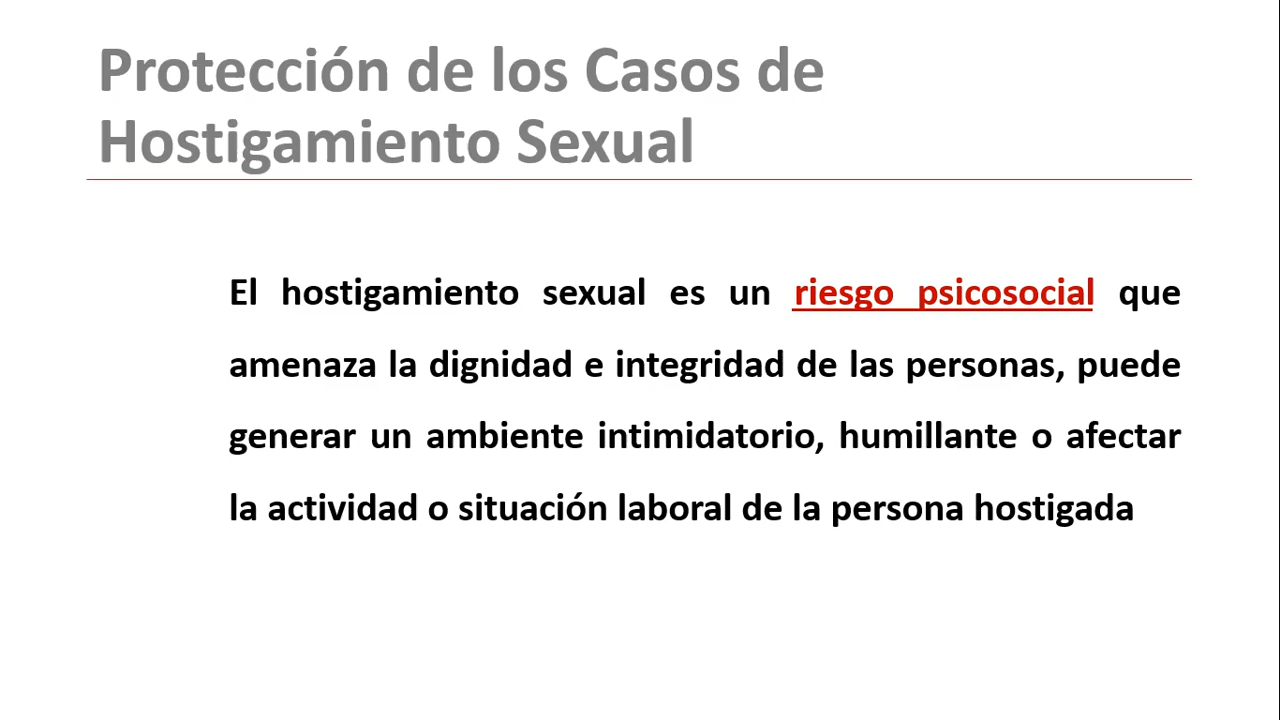 Protección de los Casos de
Hostigamiento Sexual
El hostigamiento sexual es un riesgo psicosocial que
amenaza la dignidad e integridad de las personas, puede
generar un ambiente intimidatorio, humillante o afectar
la actividad o situación laboral de la persona hostigada